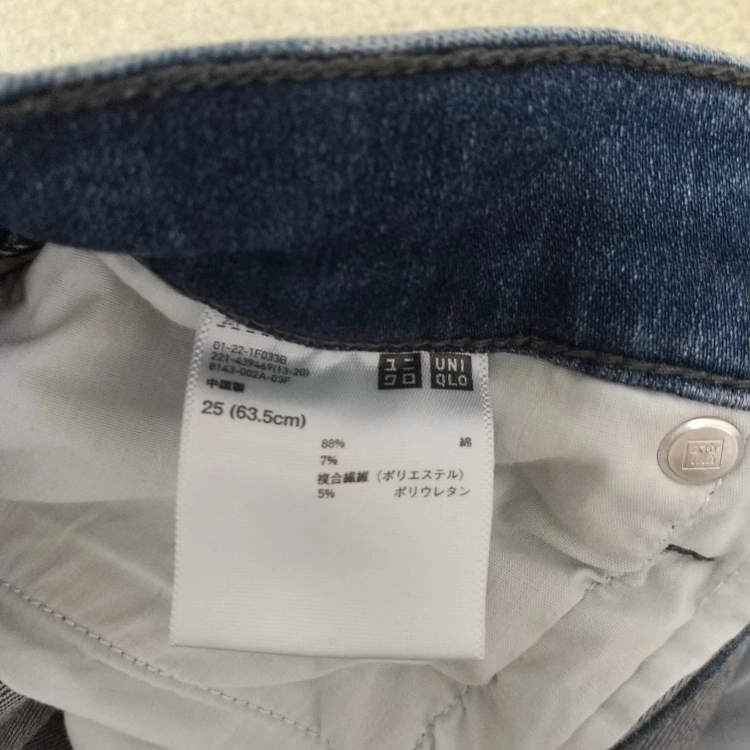 01-22-1F033B
221-439469(13-20)
8143-002A-03F
中国製
ユニ
クロ
UNI
QLO
25 (63.5cm)
88% 綿
7%
複合繊維(ポリエステル)
5% ポリウレタン